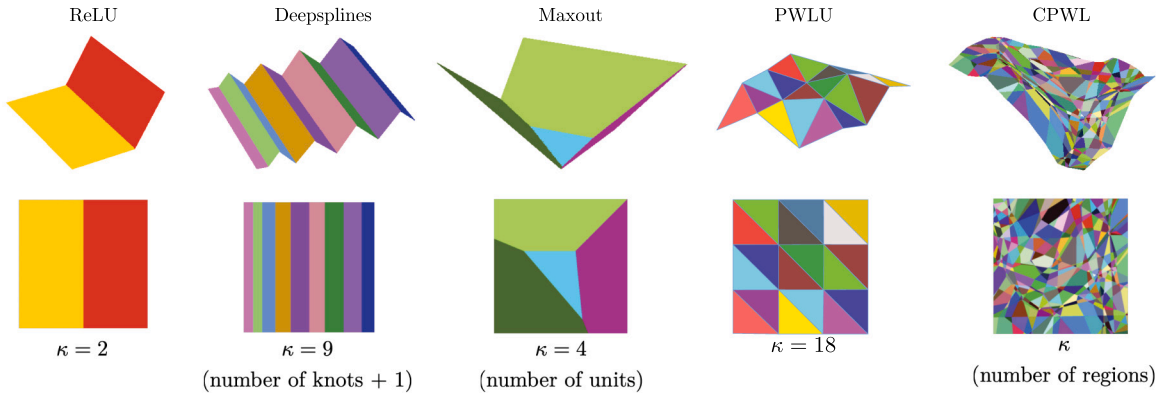 ReLU
Deepsplines
Maxout
PWLU
CPWL
κ = 2
κ = 9
(number of knots + 1)
κ = 4
(number of units)
κ = 18
κ
(number of regions)